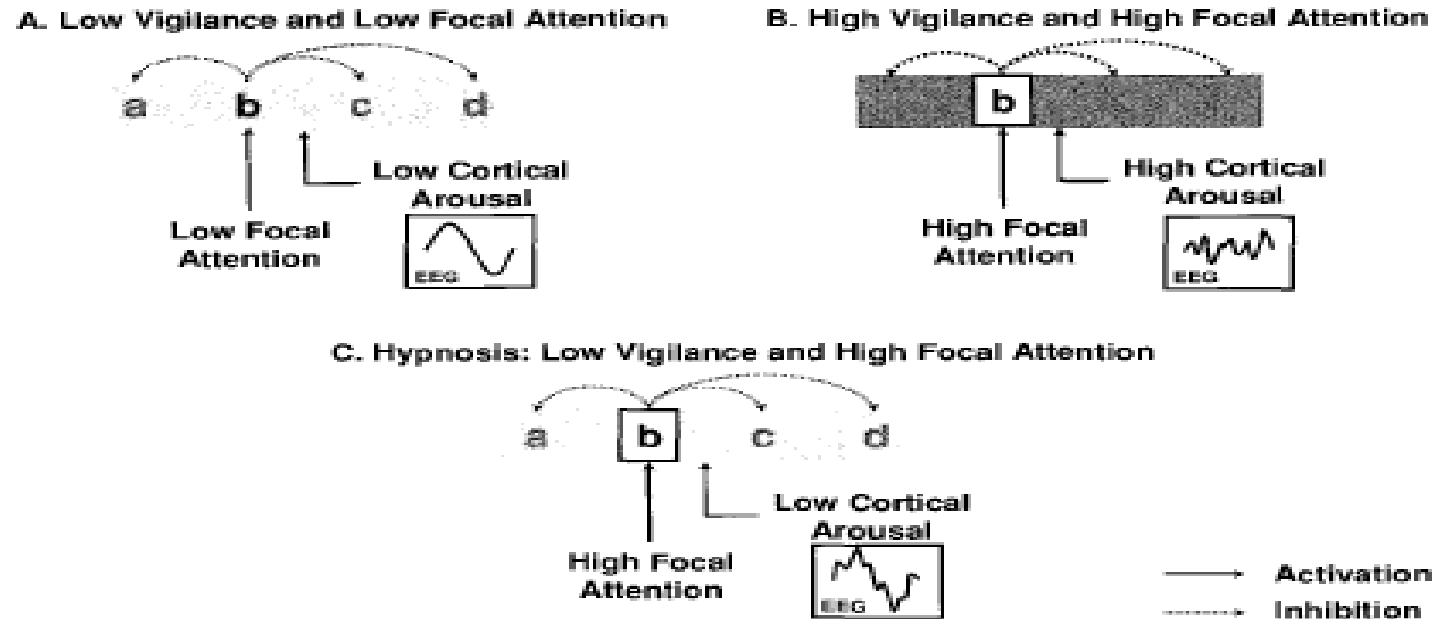 A. Low Vigilance and Low Focal Attention
a b c d
Low Cortical
Arousal
EEG
Low Focal
Attention
B. High Vigilance and High Focal Attention
b
High Cortical
Arousal
EEG
High Focal
Attention
C. Hypnosis: Low Vigilance and High Focal Attention
a b c d
Low Cortical
Arousal
EEG
High Focal
Attention
Activation
Inhibition